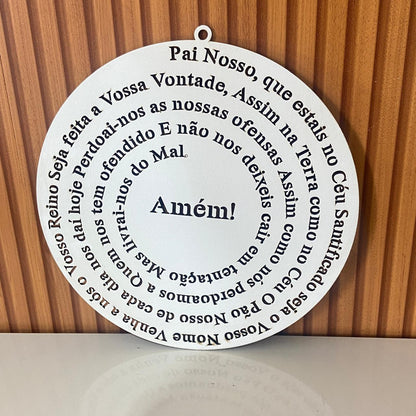 Pai Nosso, que estais no Céu Santificado seja o Vosso Nome Venha a nós o Vosso Reino Seja feita a Vossa Vontade, Assim na Terra como no Céu O Pão Nosso de cada dia nos daí hoje Perdoai-nos as nossas ofensas Assim como nós perdoamos a Quem nos tem ofendido E não nos deixeis cair em tentação Mas livrai-nos do Mal.
Amém!